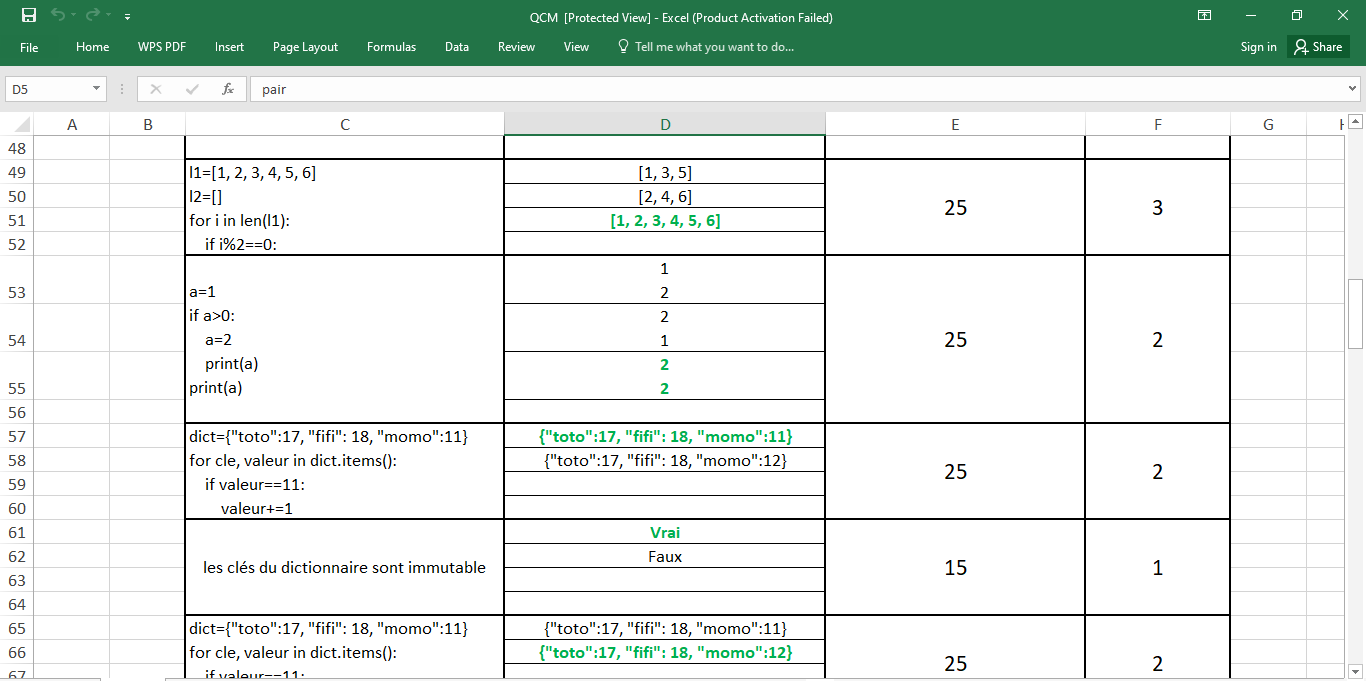 QCM [Protected View] - Excel (Product Activation Failed)
File Home WPS PDF Insert Page Layout Formulas Data Review View Tell me what you want to do... Sign in Share
D5 fx pair
A B C D E F G
48
49 l1=[1, 2, 3, 4, 5, 6] [1, 3, 5]
50 l2=[] [2, 4, 6] 25 3
51 for i in len(l1): [1, 2, 3, 4, 5, 6]
52 if i%2==0:
1
53 a=1 2
if a>0: 2
54 a=2 1 25 2
print(a) 2
55 print(a) 2
56
57 dict={"toto":17, "fifi": 18, "momo":11} {"toto":17, "fifi": 18, "momo":11}
58 for cle, valeur in dict.items(): {"toto":17, "fifi": 18, "momo":12} 25 2
59 if valeur==11:
60 valeur+=1
61 Vrai
62 Faux
63 les clés du dictionnaire sont immutable 15 1
64
65 dict={"toto":17, "fifi": 18, "momo":11} {"toto":17, "fifi": 18, "momo":11}
66 for cle, valeur in dict.items(): {"toto":17, "fifi": 18, "momo":12} 25 2
67 if valeur==11: